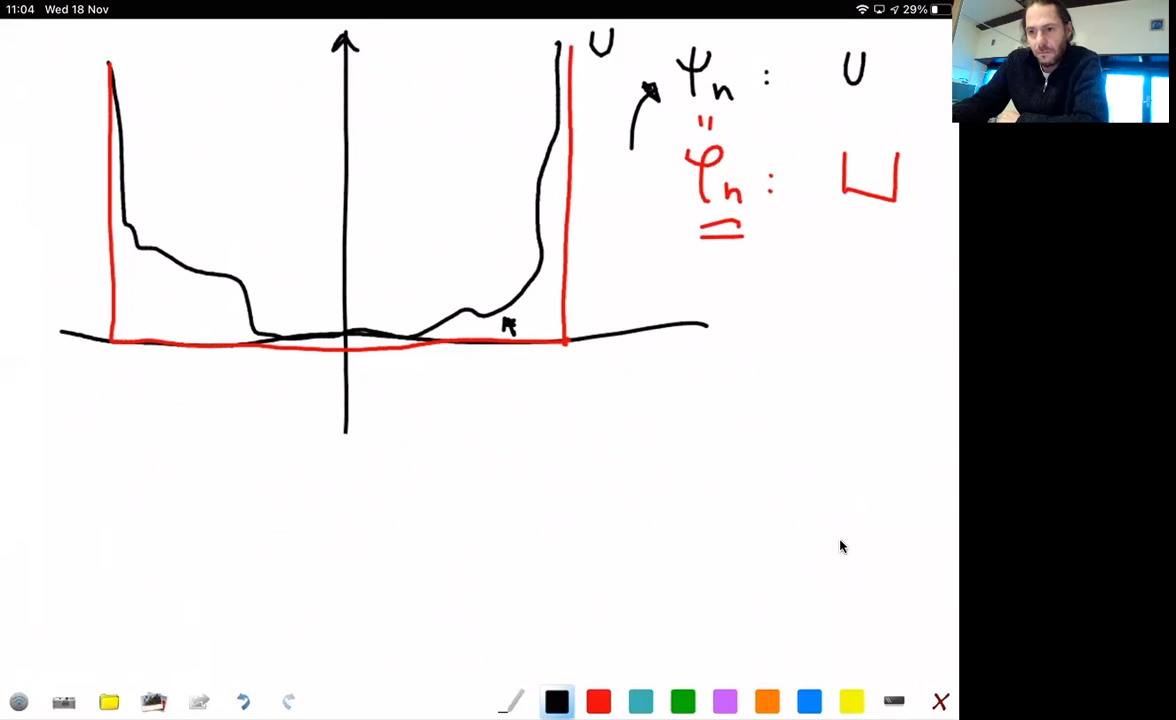 11:04 Wed 18 Nov 29%
U
ψn : U
"
φn :